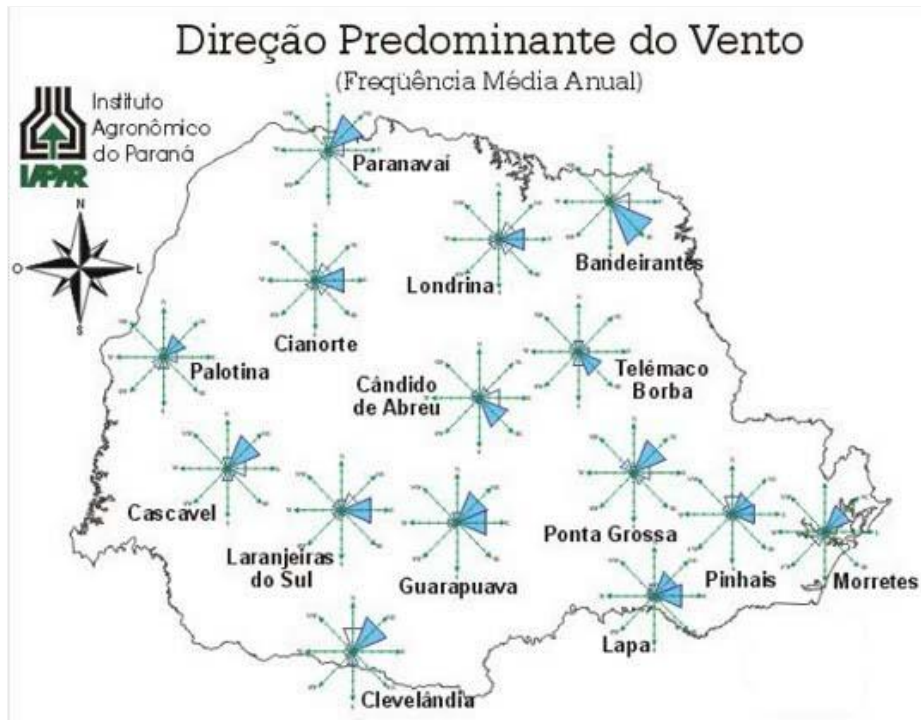 Direção Predominante do Vento
(Freqüência Média Anual)
Instituto
Agronômico
do Paraná
IAPAR
N
O
L
S
Paranavaí
Bandeirantes
Londrina
Cianorte
Palotina
Telêmaco
Borba
Cândido
de Abreu
Cascavel
Ponta Grossa
Laranjeiras
do Sul
Guarapuava
Pinhais
Morretes
Lapa
Clevelândia